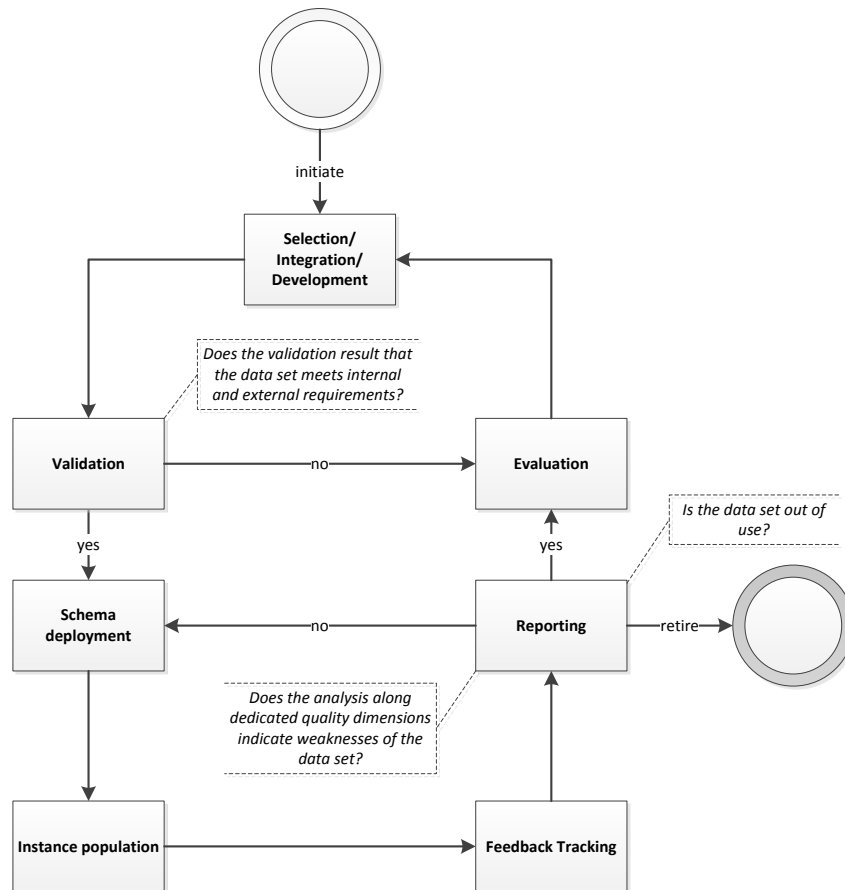 initiate
Selection/
Integration/
Development
Does the validation result that
the data set meets internal
and external requirements?
Validation
no
Evaluation
Is the data set out of
use?
yes
yes
Schema
deployment
no
Reporting
retire
Does the analysis along
dedicated quality dimensions
indicate weaknesses of the
data set?
Instance population
Feedback Tracking